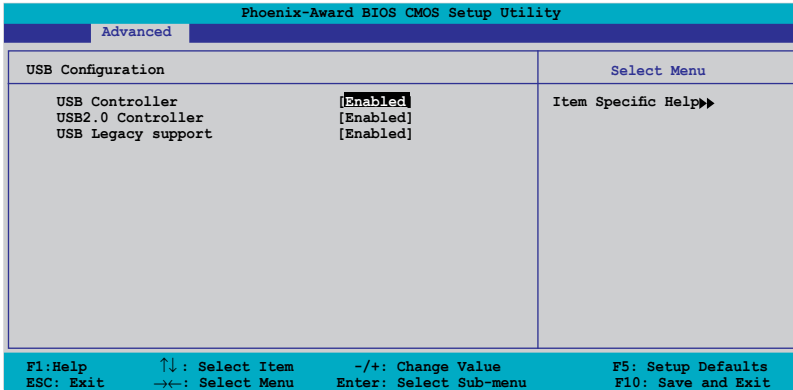 Phoenix-Award BIOS CMOS Setup Utility
Advanced
USB Configuration
Select Menu
USB Controller [Enabled]
USB2.0 Controller [Enabled]
USB Legacy support [Enabled]
Item Specific Help▶▶
F1:Help ↑↓ : Select Item -/+: Change Value F5: Setup Defaults
ESC: Exit →←: Select Menu Enter: Select Sub-menu F10: Save and Exit